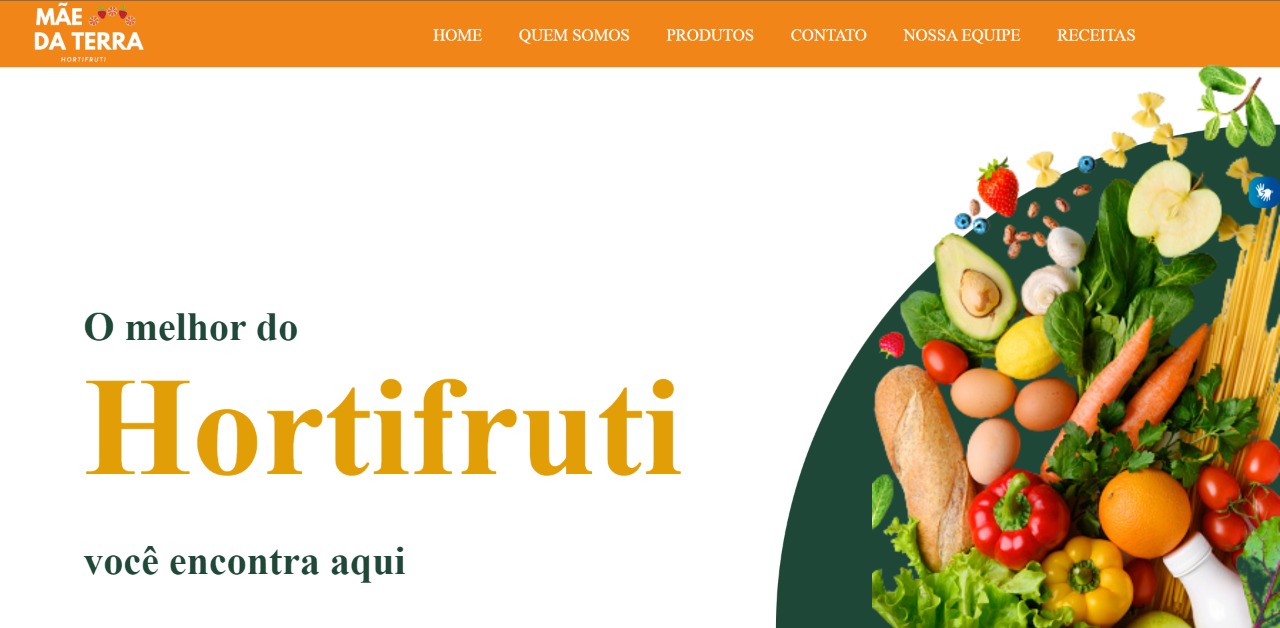 MÃE
DA TERRA
HORTIFRUTI
HOME QUEM SOMOS PRODUTOS CONTATO NOSSA EQUIPE RECEITAS
O melhor do
Hortifruti
você encontra aqui